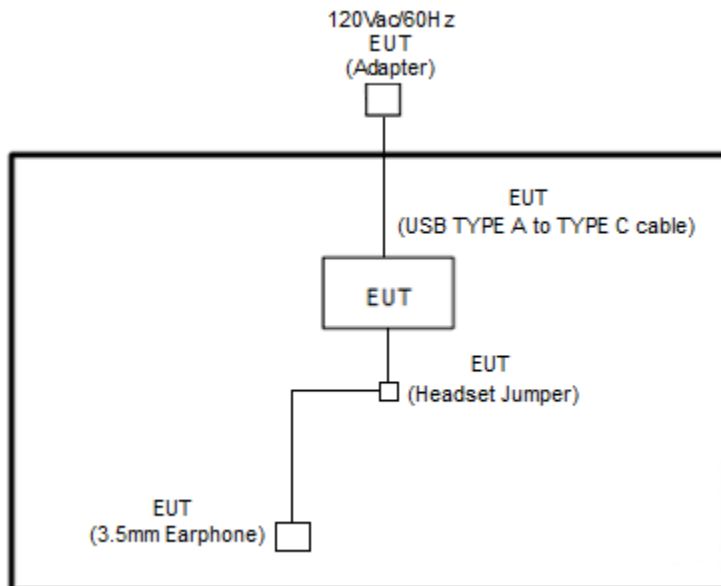 120Vac/60Hz
EUT
(Adapter)
EUT
(USB TYPE A to TYPE C cable)
EUT
EUT
(Headset Jumper)
EUT
(3.5mm Earphone)